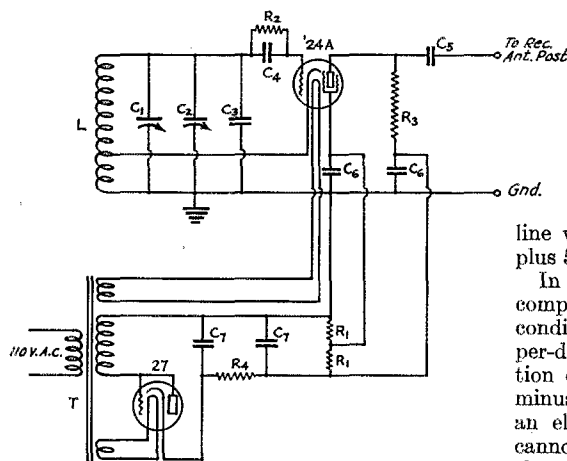 R2
'24A
C4
C5
To Rec.
Ant. Post
L
C1
C2
C3
R3
C6
C6
Gnd.
110 V.A.C.
T
27
C7
C7
R4
R1
R1
line
plus
In
comp
condi
per-d
tion
minus
an el
canno